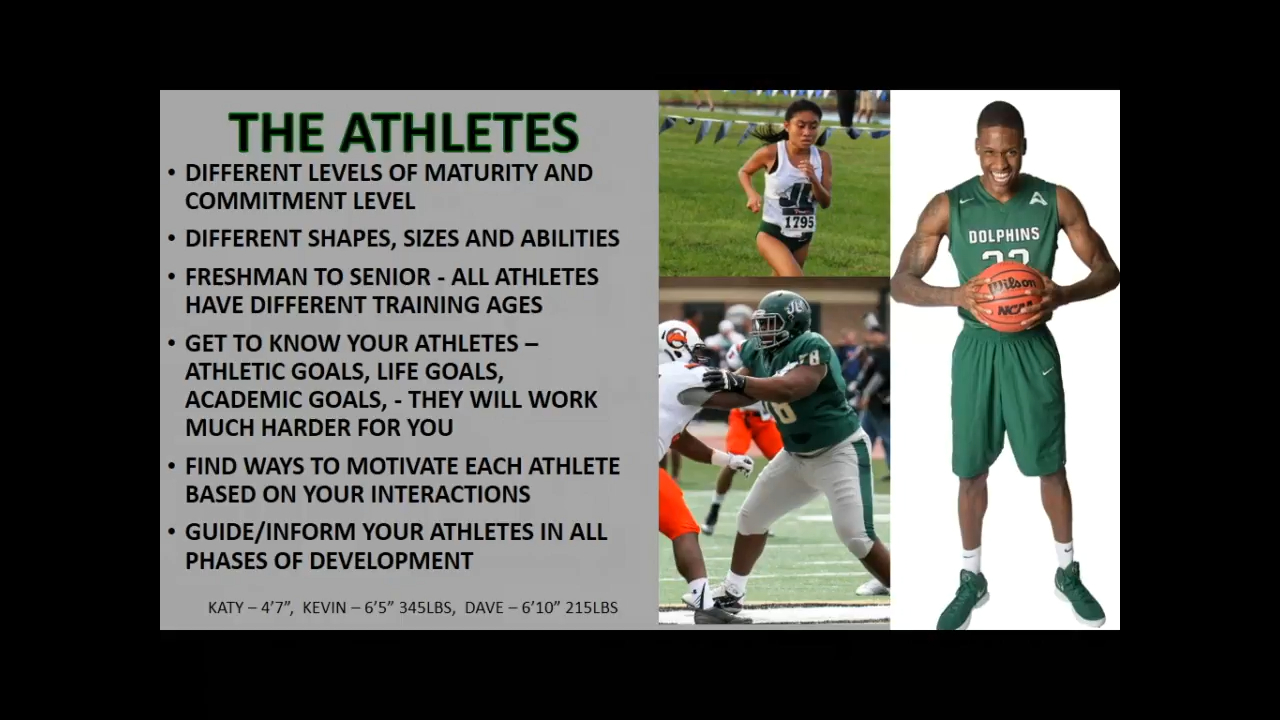 THE ATHLETES
• DIFFERENT LEVELS OF MATURITY AND
COMMITMENT LEVEL
• DIFFERENT SHAPES, SIZES AND ABILITIES
• FRESHMAN TO SENIOR - ALL ATHLETES
HAVE DIFFERENT TRAINING AGES
• GET TO KNOW YOUR ATHLETES –
ATHLETIC GOALS, LIFE GOALS,
ACADEMIC GOALS, - THEY WILL WORK
MUCH HARDER FOR YOU
• FIND WAYS TO MOTIVATE EACH ATHLETE
BASED ON YOUR INTERACTIONS
• GUIDE/INFORM YOUR ATHLETES IN ALL
PHASES OF DEVELOPMENT
KATY – 4’7”, KEVIN – 6’5” 345LBS, DAVE – 6’10” 215LBS
JU
1795
78
A
DOLPHINS
Wilson
NCAA